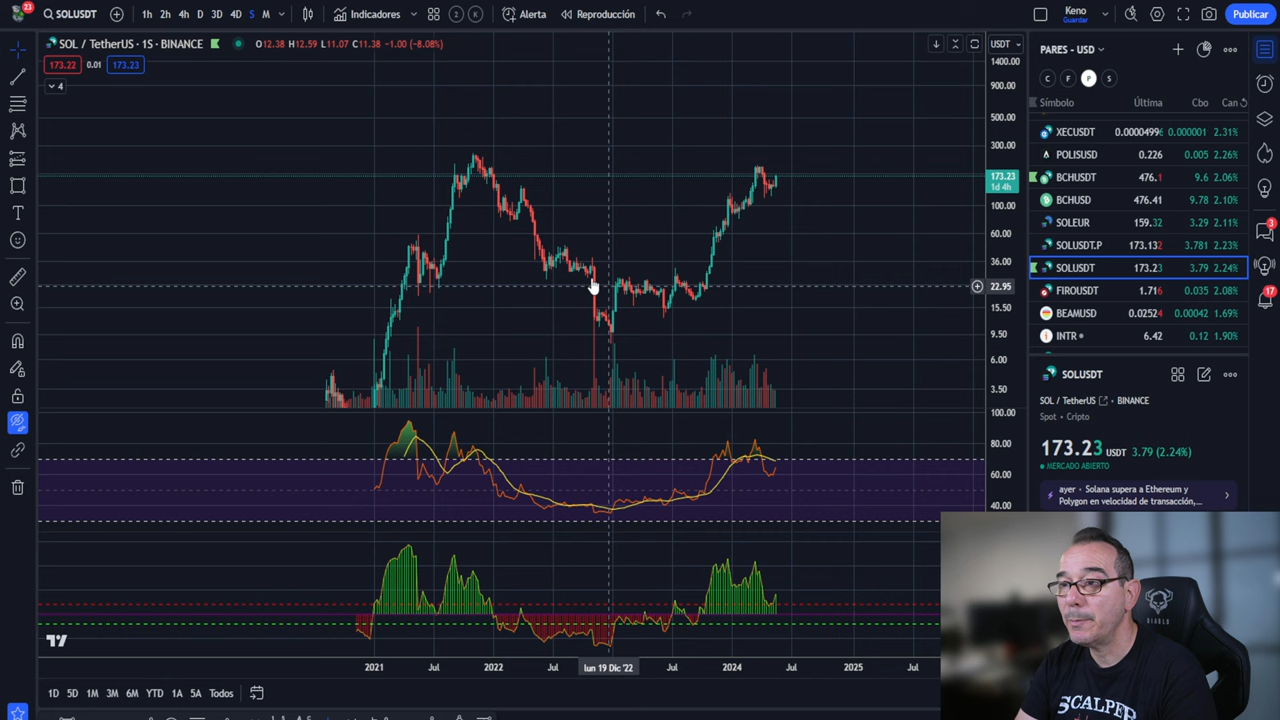 23
SOLUSDT
1h 2h 4h D 3D 4D S M
Indicadores
2
K
Alerta
Reproducción
Keno
Guardar
Publicar
SOL / TetherUS · 1S · BINANCE
O12.38 H12.59 L11.07 C11.38 -1.00 (-8.08%)
173.22 0.01 173.23
4
USDT
1400.00
900.00
500.00
300.00
173.23
1d 4h
100.00
60.00
36.00
22.95
15.50
9.50
6.00
3.50
100.00
80.00
60.00
40.00
2021 Jul 2022 Jul lun 19 Dic '22 Jul 2024 Jul 2025 Jul
1D 5D 1M 3M 6M YTD 1A 5A Todos
PARES - USD
C F P S
Símbolo Última Cbo Can
XECUSDT 0.00004996 0.000001 2.31%
POLISUSD 0.226 0.005 2.26%
BCHUSDT 476.1 9.6 2.06%
BCHUSD 476.41 9.78 2.10%
SOLEUR 159.32 3.29 2.11%
SOLUSDT.P 173.132 3.781 2.23%
SOLUSDT 173.23 3.79 2.24%
FIROUSDT 1.716 0.035 2.08%
BEAMUSD 0.02524 0.00042 1.69%
INTR 6.42 0.12 1.90%
3
17
SOLUSDT
SOL / TetherUS • BINANCE
Spot • Cripto
173.23 USDT 3.79 (2.24%)
MERCADO ABIERTO
ayer • Solana supera a Ethereum y
Polygon en velocidad de transacción,...
DIABLO
SCALPER